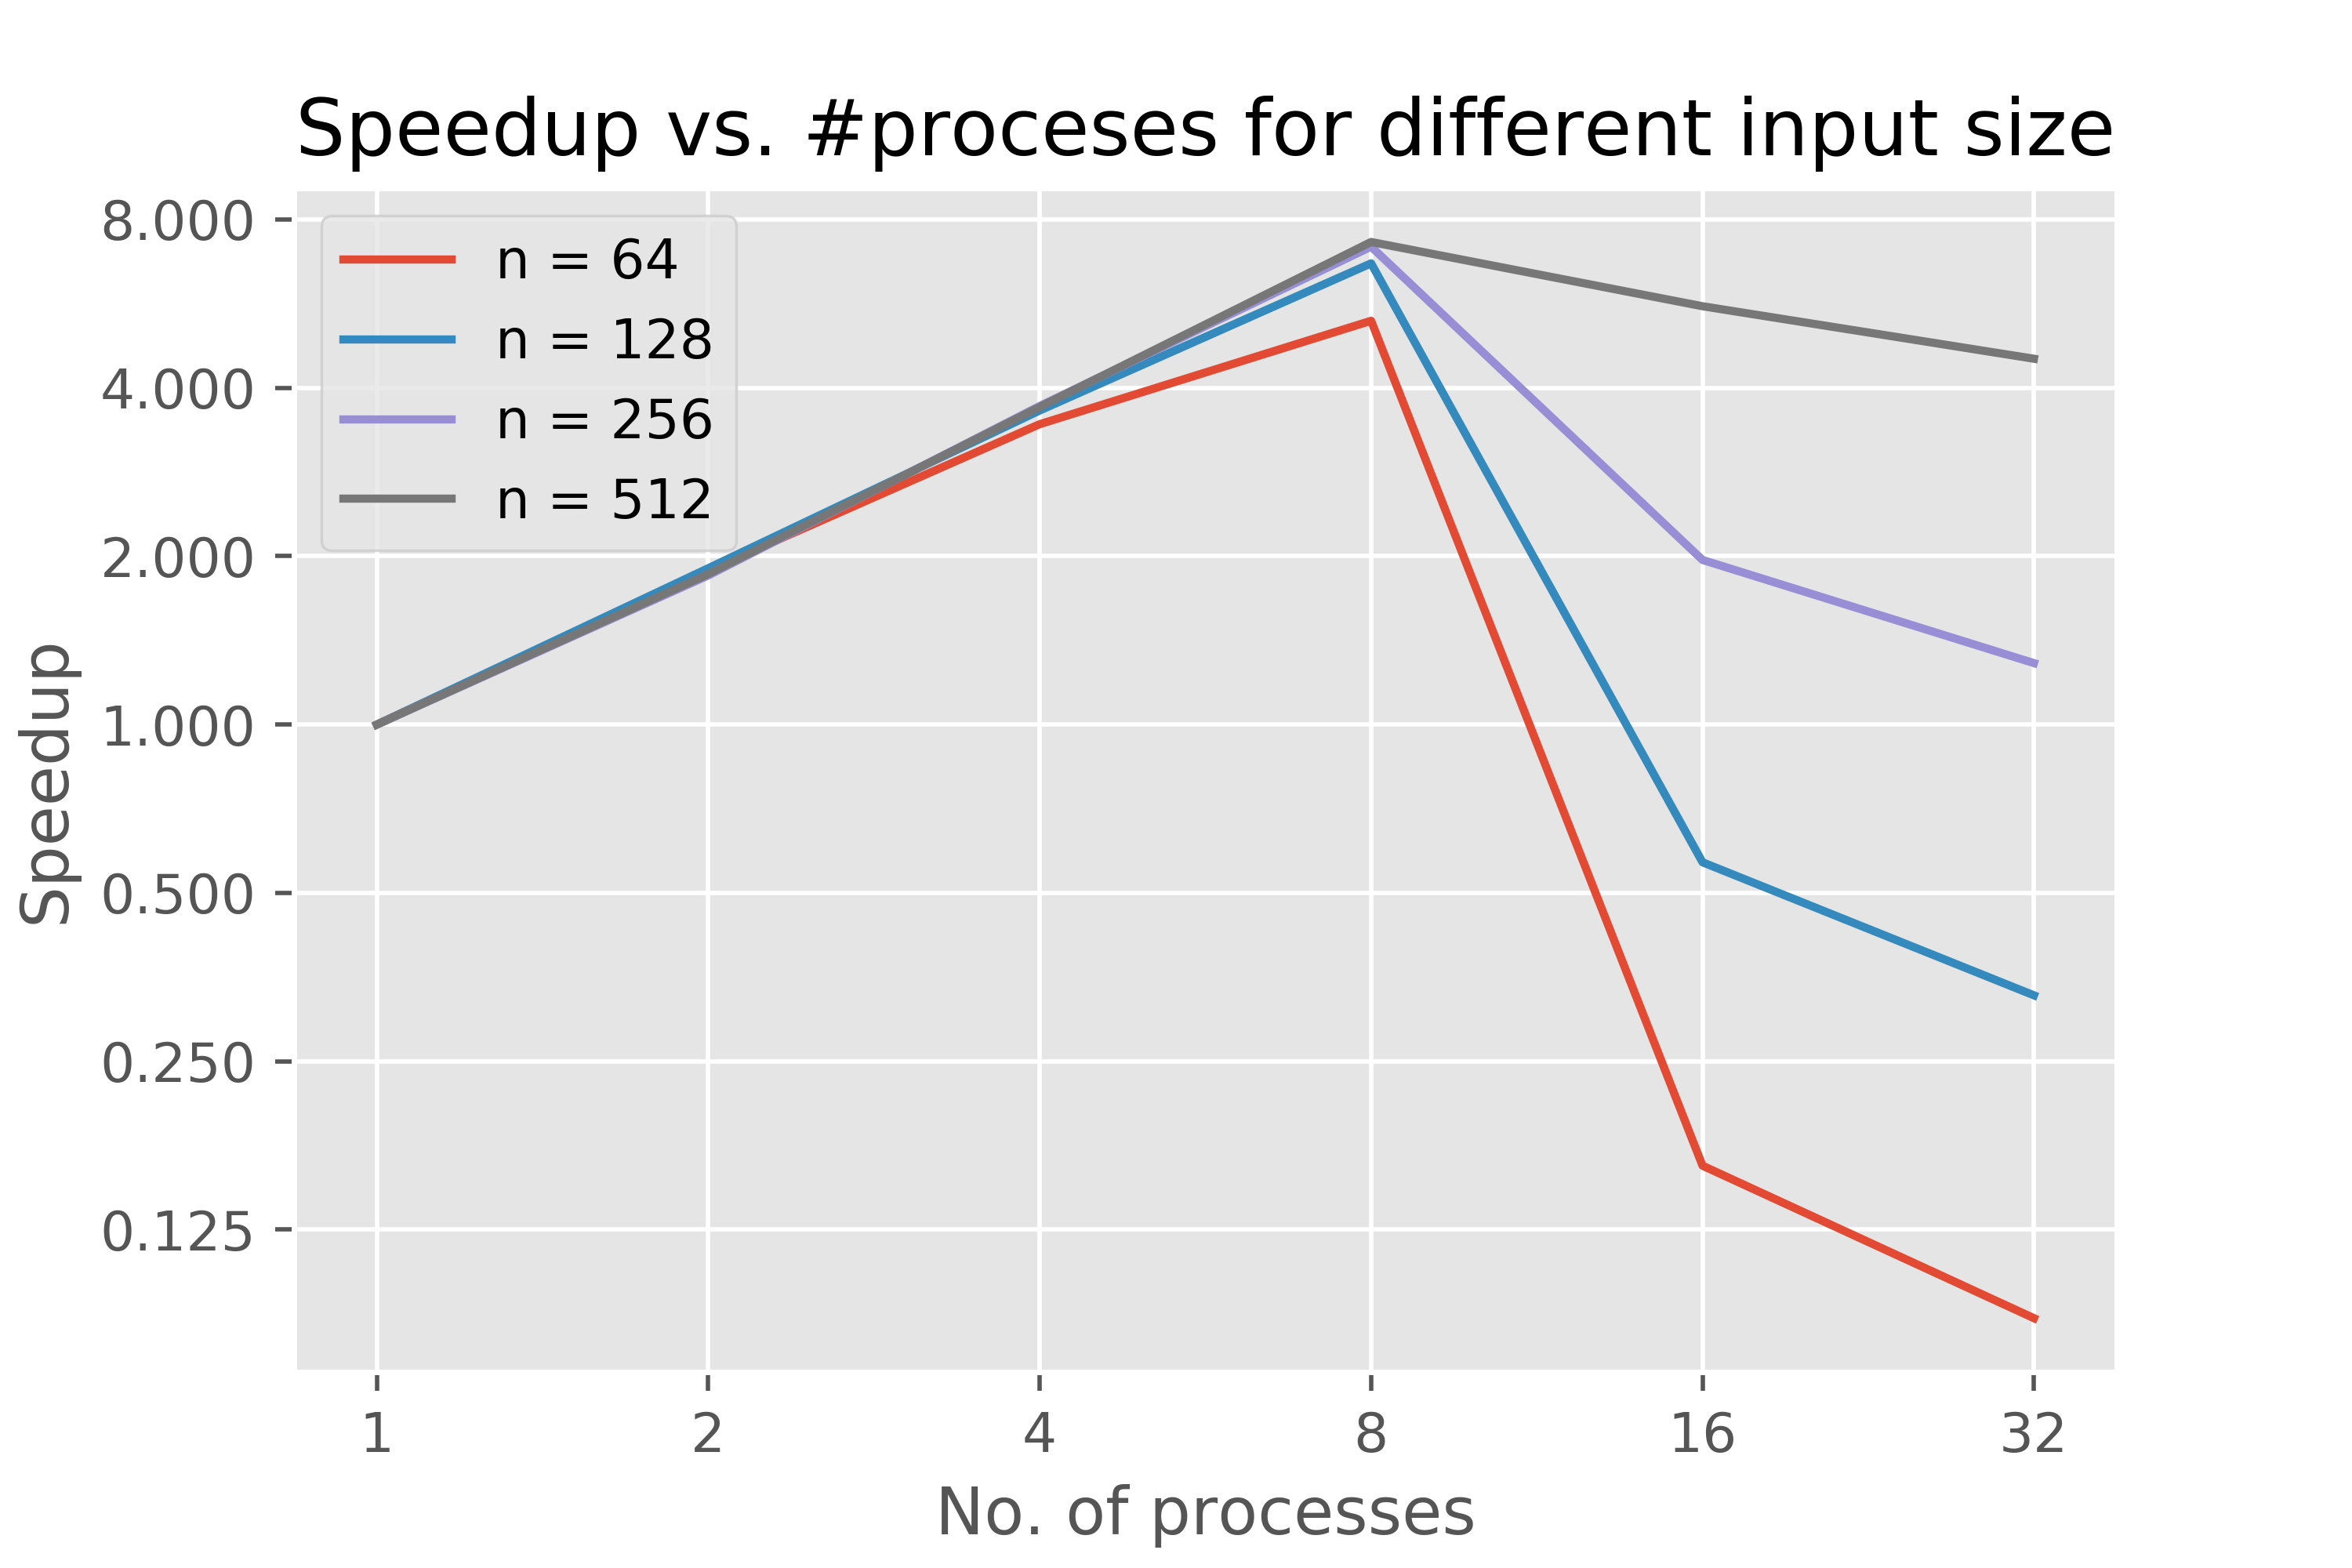 Speedup vs. #proceses for different input size
8.000
4.000
2.000
1.000
0.500
0.250
0.125
Speedup
n = 64
n = 128
n = 256
n = 512
1 2 4 8 16 32
No. of processes